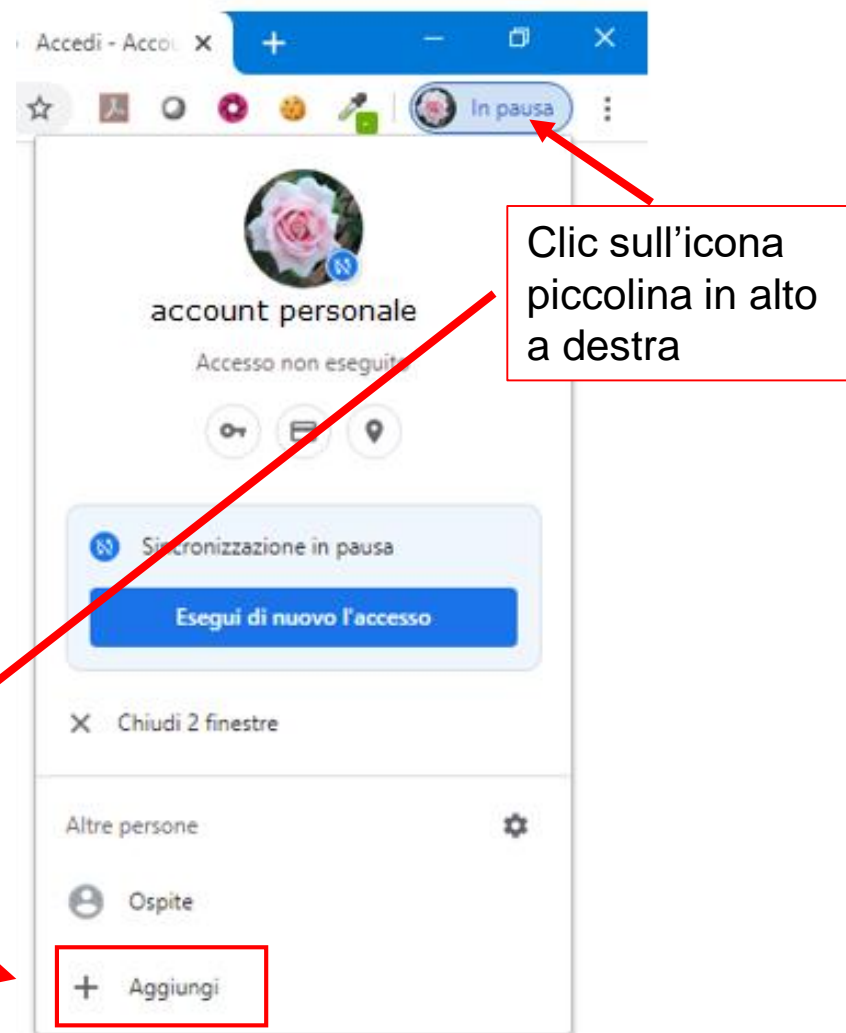 Accedi - Accou
In pausa
Clic sull’icona
piccolina in alto
a destra
account personale
Accesso non eseguito
Sincronizzazione in pausa
Esegui di nuovo l'accesso
Chiudi 2 finestre
Altre persone
Ospite
Aggiungi